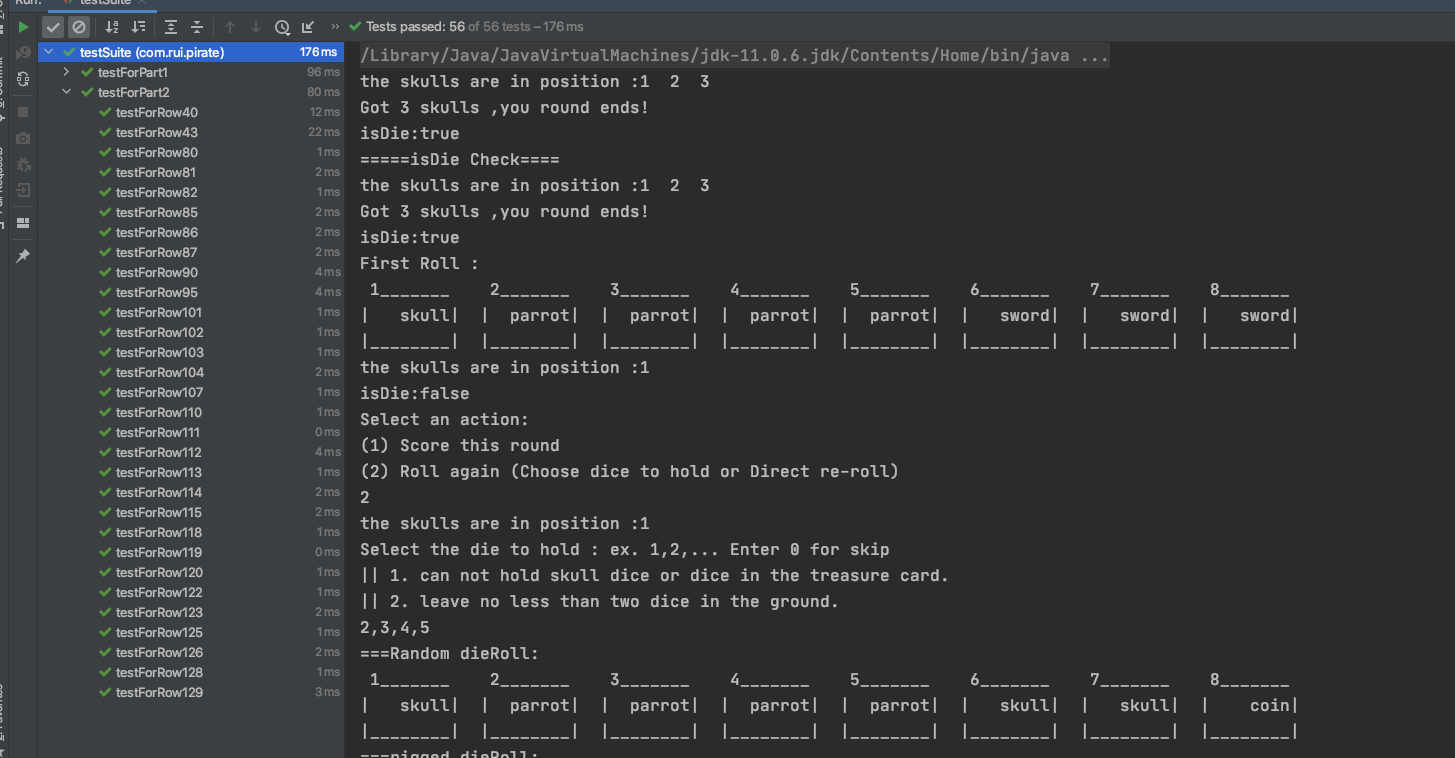 Run: testSuite
» Tests passed: 56 of 56 tests – 176 ms
testSuite (com.rui.pirate) 176 ms
testForPart1 96 ms
testForPart2 80 ms
testForRow40 12 ms
testForRow43 22 ms
testForRow80 1 ms
testForRow81 2 ms
testForRow82 1 ms
testForRow85 2 ms
testForRow86 2 ms
testForRow87 2 ms
testForRow90 4 ms
testForRow95 4 ms
testForRow101 1 ms
testForRow102 1 ms
testForRow103 1 ms
testForRow104 2 ms
testForRow107 1 ms
testForRow110 1 ms
testForRow111 0 ms
testForRow112 4 ms
testForRow113 1 ms
testForRow114 2 ms
testForRow115 2 ms
testForRow118 1 ms
testForRow119 0 ms
testForRow120 1 ms
testForRow122 1 ms
testForRow123 2 ms
testForRow125 1 ms
testForRow126 2 ms
testForRow128 1 ms
testForRow129 3 ms
/Library/Java/JavaVirtualMachines/jdk-11.0.6.jdk/Contents/Home/bin/java ...
the skulls are in position :1  2  3
Got 3 skulls ,you round ends!
isDie:true
=====isDie Check====
the skulls are in position :1  2  3
Got 3 skulls ,you round ends!
isDie:true
First Roll :
 1_______    2_______    3_______    4_______    5_______    6_______    7_______    8_______
|   skull|  |  parrot|  |  parrot|  |  parrot|  |  parrot|  |   sword|  |   sword|  |   sword|
|________|  |________|  |________|  |________|  |________|  |________|  |________|  |________|
the skulls are in position :1
isDie:false
Select an action:
(1) Score this round
(2) Roll again (Choose dice to hold or Direct re-roll)
2
the skulls are in position :1
Select the die to hold : ex. 1,2,... Enter 0 for skip
|| 1. can not hold skull dice or dice in the treasure card.
|| 2. leave no less than two dice in the ground.
2,3,4,5
===Random dieRoll:
 1_______    2_______    3_______    4_______    5_______    6_______    7_______    8_______
|   skull|  |  parrot|  |  parrot|  |  parrot|  |  parrot|  |   skull|  |   skull|  |    coin|
|________|  |________|  |________|  |________|  |________|  |________|  |________|  |________|
===rigged dieRoll: